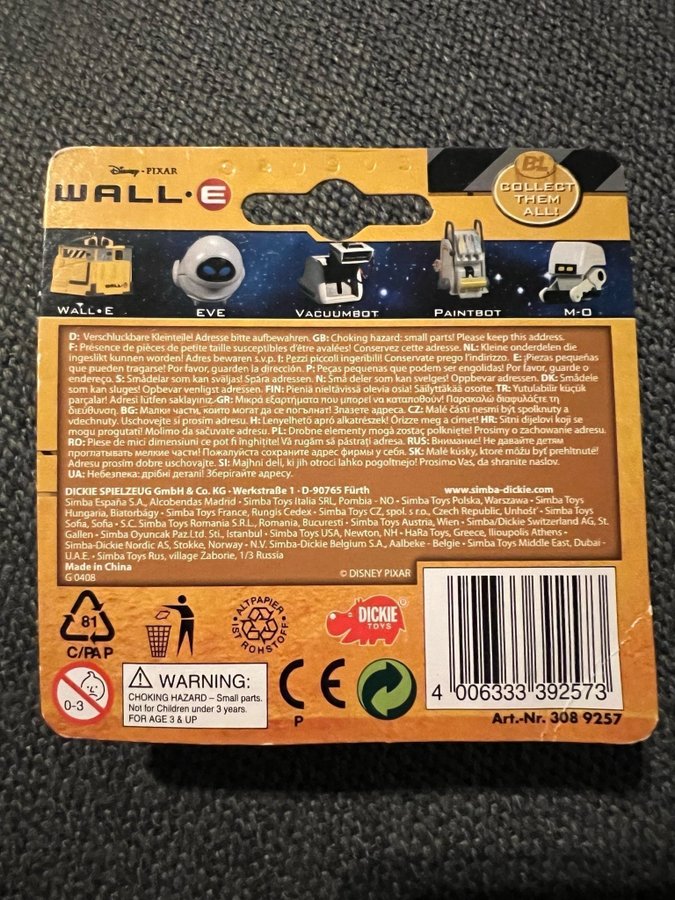 Disney · PIXAR
WALL·E
BL
COLLECT
THEM
ALL!
WALL•E
EVE
VACUUMBOT
PAINTBOT
M-O
D: Verschluckbare Kleinteile! Adresse bitte aufbewahren. GB: Choking hazard: small parts! Please keep this address.
F: Présence de pièces de petite taille susceptibles d'être avalées! Conservez cette adresse. NL: Kleine onderdelen die
ingeslikt kunnen worden! Adres bewaren s.v.p. I: Pezzi piccoli ingeribili! Conservate prego l'indirizzo. E: ¡Piezas pequeñas
que pueden tragarse! Por favor, guarden la dirección. P: Peças pequenas que podem ser engolidas! Por favor, guarde o
endereço. S: Smådelar som kan sväljas! Spara adressen. N: Små deler som kan svelges! Oppbevar adressen. DK: Smådele
som kan sluges! Opbevar venligst adressen. FIN: Pieniä nieltävissä olevia osia! Säilyttäkää osoite. TR: Yutulabilir küçük
parçalar! Adresi lütfen saklayınız.-GR: Μικρά εξαρτήματα που μπορεί να καταποθούν! Παρακαλώ διαφυλάξτε τη
διεύθυνση. BG: Малки части, които могат да се погълнат! Зпазете адреса. CZ: Malé části nesmí být spolknuty a
vdechnuty. Uschovejte si prosím adresu. H: Lenyelhető apró alkatrészek! Őrizze meg a címet! HR: Sitni dijelovi koji se
mogu progutati! Molimo da sačuvate adresu. PL: Drobne elementy mogą zostać połknięte! Prosimy o zachowanie adresu.
RO: Piese de mici dimensiuni ce pot fi înghiţite! Vă rugăm să păstraţi adresa. RUS: Внимание! Не давайте детям
проглатывать мелкие части! Пожалуйста сохраните адрес фирмы у себя. SK: Malé kúsky, ktoré môžu byť prehltnuté!
Adresu prosím dobre uschovajte. SI: Majhni deli, ki jih otroci lahko pogoltnejo! Prosimo Vas, da shranite naslov.
UA: Небезпека: дрібні деталі! Зберігайте адресу.
DICKIE SPIELZEUG GmbH & Co. KG · Werkstraße 1 · D-90765 Fürth www.simba-dickie.com
Simba España S.A., Alcobendas Madrid • Simba Toys Italia SRL, Pombia - NO • Simba Toys Polska, Warszawa • Simba Toys
Hungaria, Biatorbágy • Simba Toys France, Rungis Cedex • Simba Toys CZ, spol. s r.o., Czech Republic, Unhošť • Simba Toys
Sofia, Sofia • S.C. Simba Toys Romania S.R.L., Romania, Bucuresti • Simba Toys Austria, Wien • Simba/Dickie Switzerland AG, St.
Gallen • Simba Oyuncak Paz.Ltd. Sti., Istanbul • Simba Toys USA, Newton, NH • HaRa Toys, Greece, Ilioupolis Athens •
Simba-Dickie Nordic AS, Stokke, Norway • N.V. Simba-Dickie Belgium S.A., Aalbeke - Belgie • Simba Toys Middle East, Dubai -
U.A.E • Simba Toys Rus, village Zaborie, 1/3 Russia
Made in China
G 0408
© DISNEY PIXAR
81
C/PAP
ALTPAPIER
IST ROHSTOFF
DICKIE
TOYS
0-3
WARNING:
CHOKING HAZARD – Small parts.
Not for Children under 3 years.
FOR AGE 3 & UP
CE
P
4 006333 392573
Art.-Nr. 308 9257